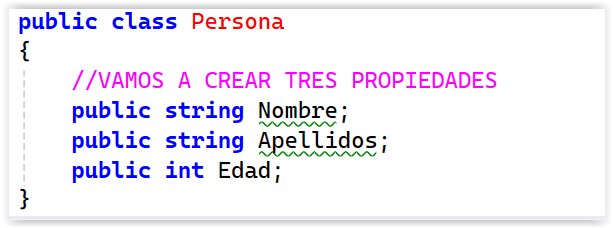 public class Persona
{
//VAMOS A CREAR TRES PROPIEDADES
public string Nombre;
public string Apellidos;
public int Edad;
}